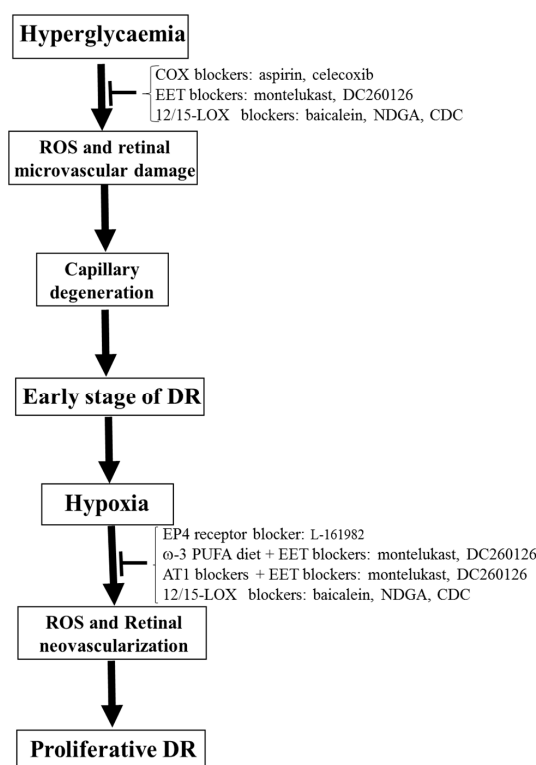 Hyperglycaemia
COX blockers: aspirin, celecoxib
EET blockers: montelukast, DC260126
12/15-LOX blockers: baicalein, NDGA, CDC
ROS and retinal
microvascular damage
Capillary
degeneration
Early stage of DR
Hypoxia
EP4 receptor blocker: L-161982
ω-3 PUFA diet + EET blockers: montelukast, DC260126
AT1 blockers + EET blockers: montelukast, DC260126
12/15-LOX blockers: baicalein, NDGA, CDC
ROS and Retinal
neovascularization
Proliferative DR